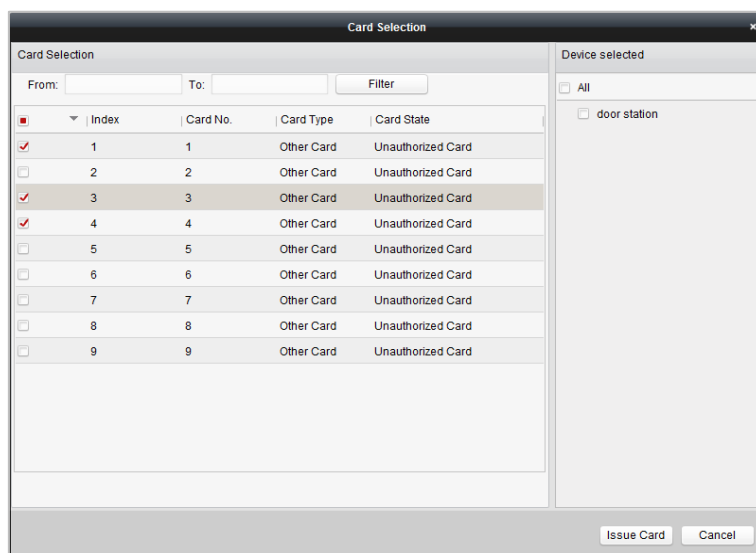 Card Selection
Card Selection
Device selected
From: To: Filter
All
door station
Index Card No. Card Type Card State
1 1 Other Card Unauthorized Card
2 2 Other Card Unauthorized Card
3 3 Other Card Unauthorized Card
4 4 Other Card Unauthorized Card
5 5 Other Card Unauthorized Card
6 6 Other Card Unauthorized Card
7 7 Other Card Unauthorized Card
8 8 Other Card Unauthorized Card
9 9 Other Card Unauthorized Card
Issue Card Cancel